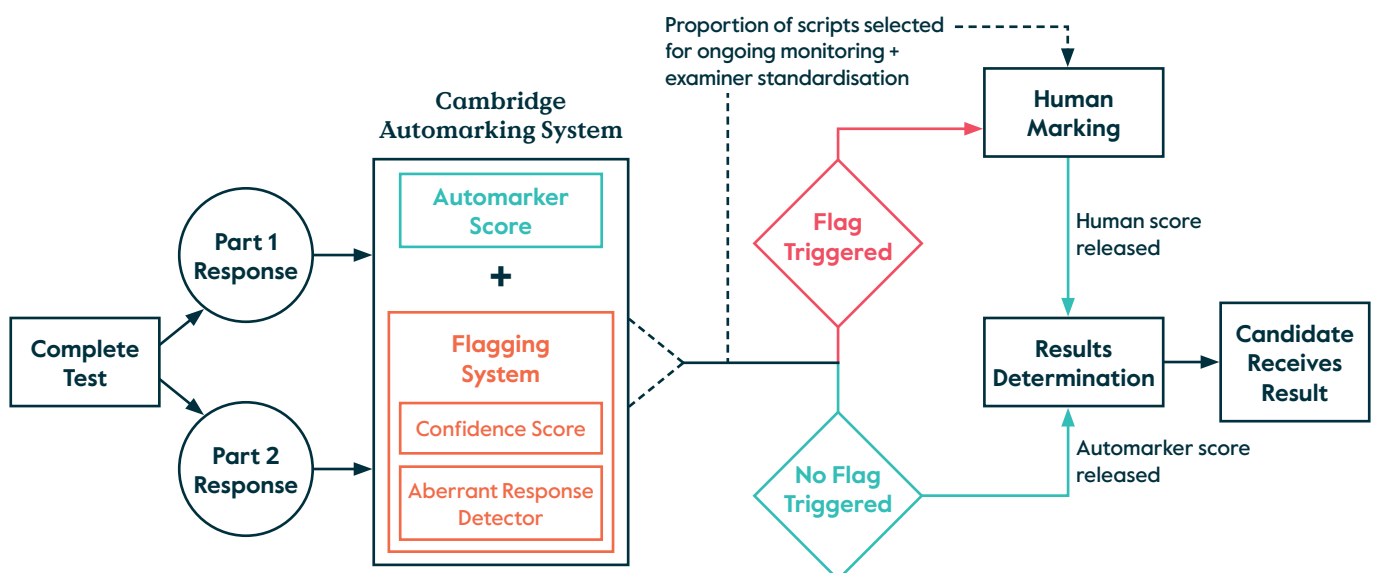 Proportion of scripts selected
for ongoing monitoring +
examiner standardisation
Cambridge
Automarking System
Human
Marking
Automarker
Score
+
Part 1
Response
Flag
Triggered
Human score
released
Complete
Test
Flagging
System
Results
Determination
Candidate
Receives
Result
Confidence Score
Part 2
Response
Aberrant Response
Detector
No Flag
Triggered
Automarker score
released